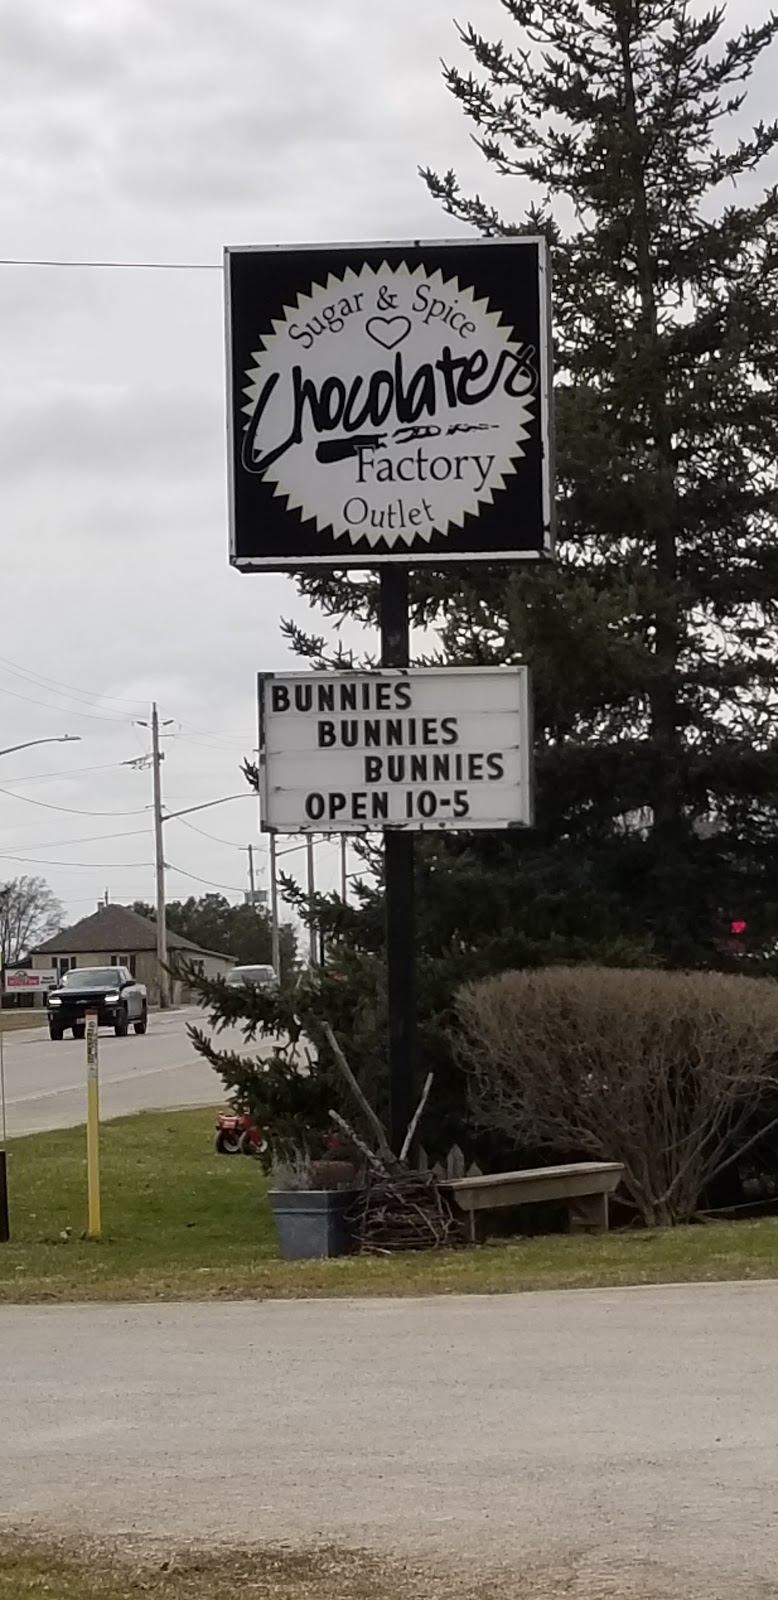 Sugar & Spice
Chocolates
Factory
Outlet
BUNNIES
BUNNIES
BUNNIES
OPEN 10-5